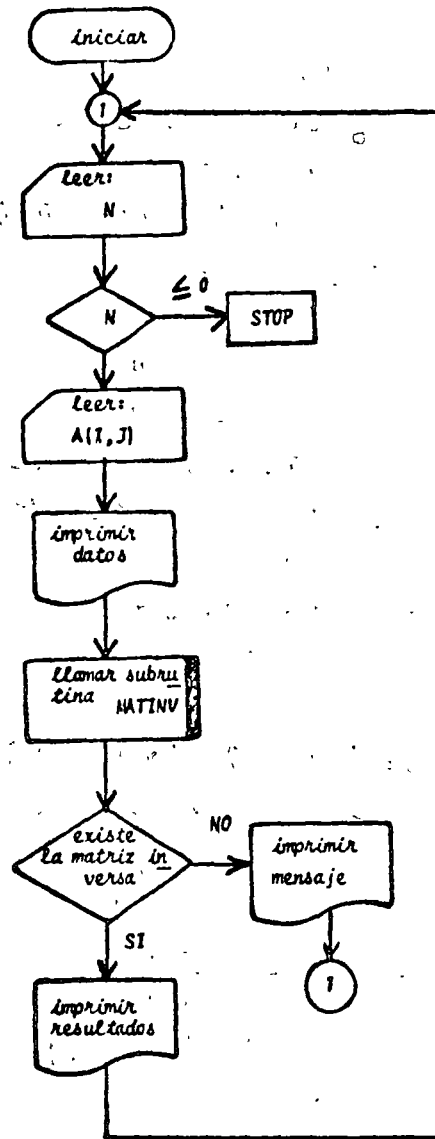 iniciar
1
leer:
N
N
≤ 0
STOP
leer:
A(I,J)
imprimir
datos
llamar subru
tina MATINV
existe
la matriz in
versa
NO
imprimir
mensaje
1
SI
imprimir
resultados